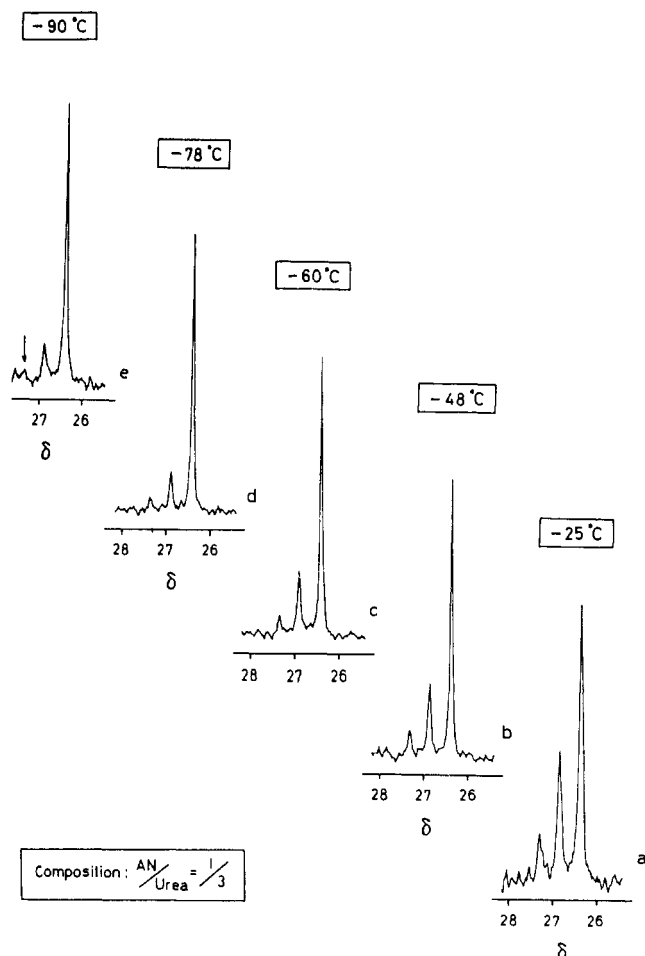 -90 °C
-78 °C
-60 °C
-48 °C
-25 °C
27 26
e
δ
28 27 26
d
δ
28 27 26
c
28 27 26
b
δ
28 27 26
a
δ
Composition: AN/Urea = 1/3